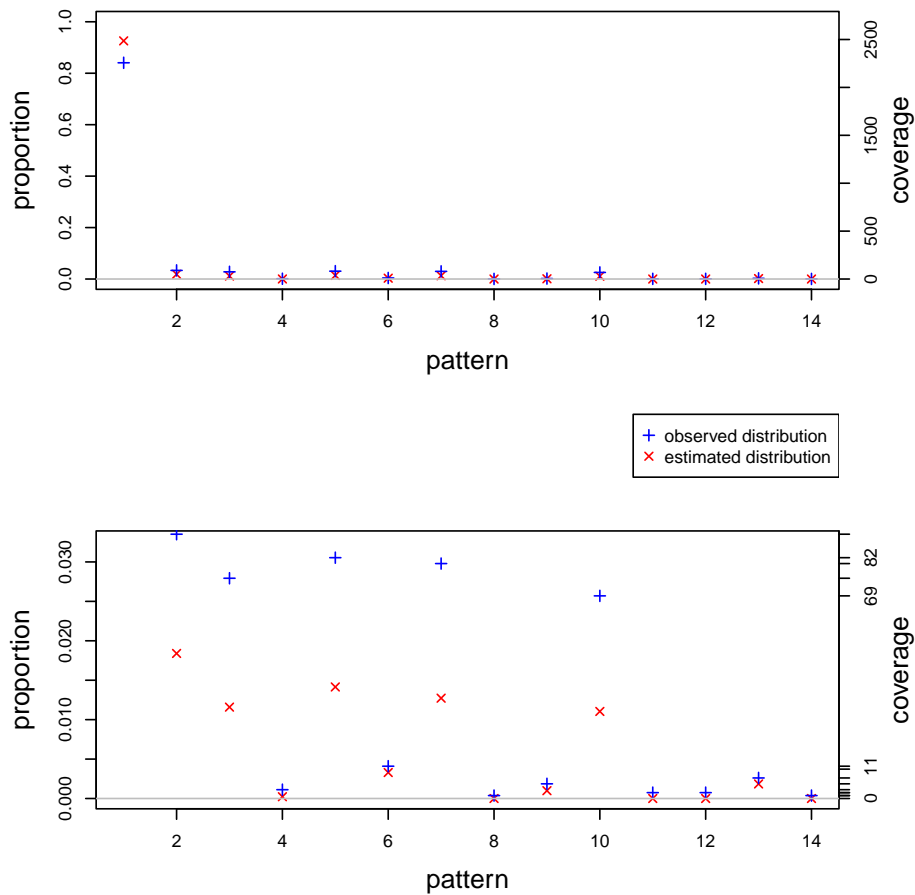 1.0
0.8
0.6
0.4
0.2
0.0
proportion
2500
1500
500
0
coverage
2 4 6 8 10 12 14
pattern
observed distribution
estimated distribution
0.030
0.020
0.010
0.000
proportion
82
69
11
0
coverage
2 4 6 8 10 12 14
pattern